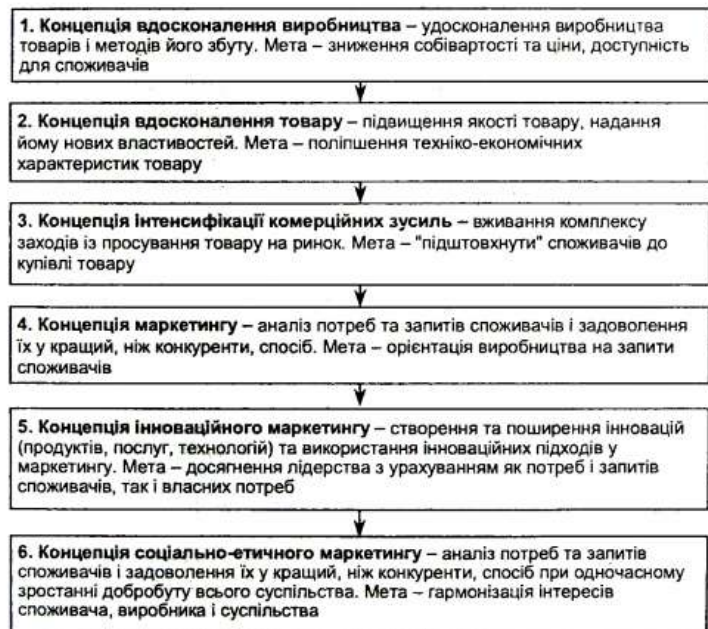 1. Концепція вдосконалення виробництва – удосконалення виробництва
товарів і методів його збуту. Мета – зниження собівартості та ціни, доступність
для споживачів
2. Концепція вдосконалення товару – підвищення якості товару, надання
йому нових властивостей. Мета – поліпшення техніко-економічних
характеристик товару
3. Концепція інтенсифікації комерційних зусиль – вживання комплексу
заходів із просування товару на ринок. Мета – "підштовхнути" споживачів до
купівлі товару
4. Концепція маркетингу – аналіз потреб та запитів споживачів і задоволення
їх у кращий, ніж конкуренти, спосіб. Мета – орієнтація виробництва на запити
споживачів
5. Концепція інноваційного маркетингу – створення та поширення інновацій
(продуктів, послуг, технологій) та використання інноваційних підходів у
маркетингу. Мета – досягнення лідерства з урахуванням як потреб і запитів
споживачів, так і власних потреб
6. Концепція соціально-етичного маркетингу – аналіз потреб та запитів
споживачів і задоволення їх у кращий, ніж конкуренти, спосіб при одночасному
зростанні добробуту всього суспільства. Мета – гармонізація інтересів
споживача, виробника і суспільства